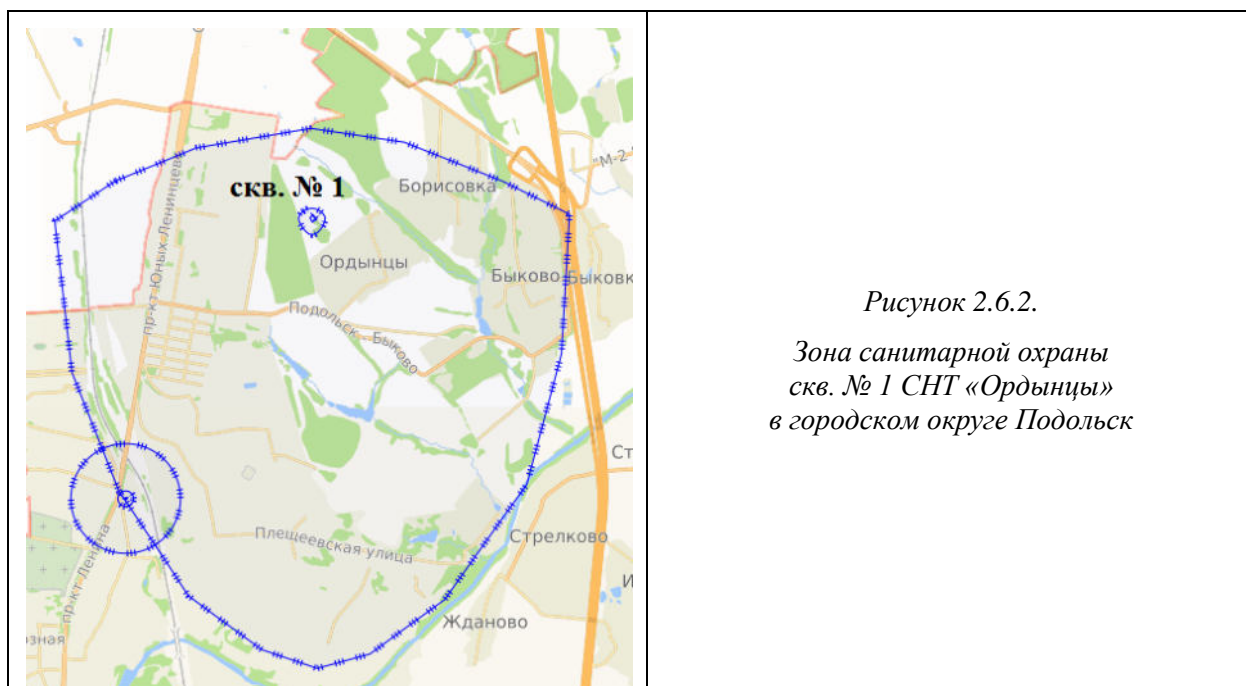 "М-2
Борисовка
скв. № 1
пр-кт Юных Ленинцев
Ордынцы
Быково
Быковк
Подольск - Быково
Ст
Плещеевская улица
Стрелково
пр-кт Ленина
И
Жданово
озная
Рисунок 2.6.2.
Зона санитарной охраны
скв. № 1 СНТ «Ордынцы»
в городском округе Подольск